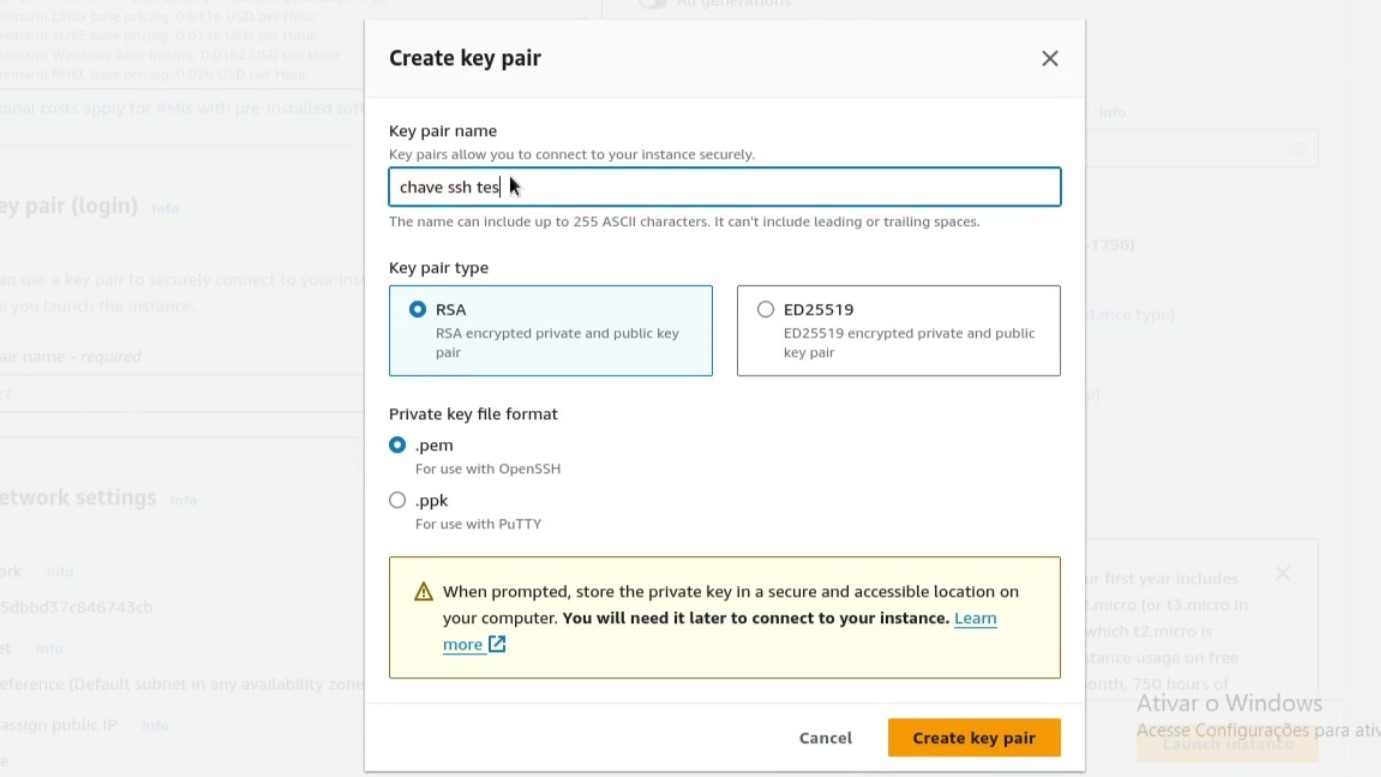 All generations
emand Linux base pricing: 0.0116 USD per Hour
emand SUSE base pricing: 0.0116 USD per Hour
emand Windows base pricing: 0.0162 USD per Hour
emand RHEL base pricing: 0.026 USD per Hour
onal costs apply for AMIs with pre-installed soft
Create key pair
Info
Key pair name
Key pairs allow you to connect to your instance securely.
chave ssh tes
The name can include up to 255 ASCII characters. It can't include leading or trailing spaces.
ey pair (login) Info
-1796)
Key pair type
an use a key pair to securely connect to your inst
e you launch the instance.
RSA
RSA encrypted private and public key
pair
ED25519
ED25519 encrypted private and public
key pair
tance type)
air name - required
ct
p)
Private key file format
.pem
For use with OpenSSH
.ppk
For use with PuTTY
etwork settings Info
ork Info
5dbbd37c846743cb
et Info
eference (Default subnet in any availability zone
assign public IP Info
e
When prompted, store the private key in a secure and accessible location on
your computer. You will need it later to connect to your instance. Learn
more
ur first year includes
.micro (or t3.micro in
which t2.micro is
stance usage on free
onth, 750 hours of
Ativar o Windows
Acesse Configurações para ativ
Launch instance
Cancel
Create key pair